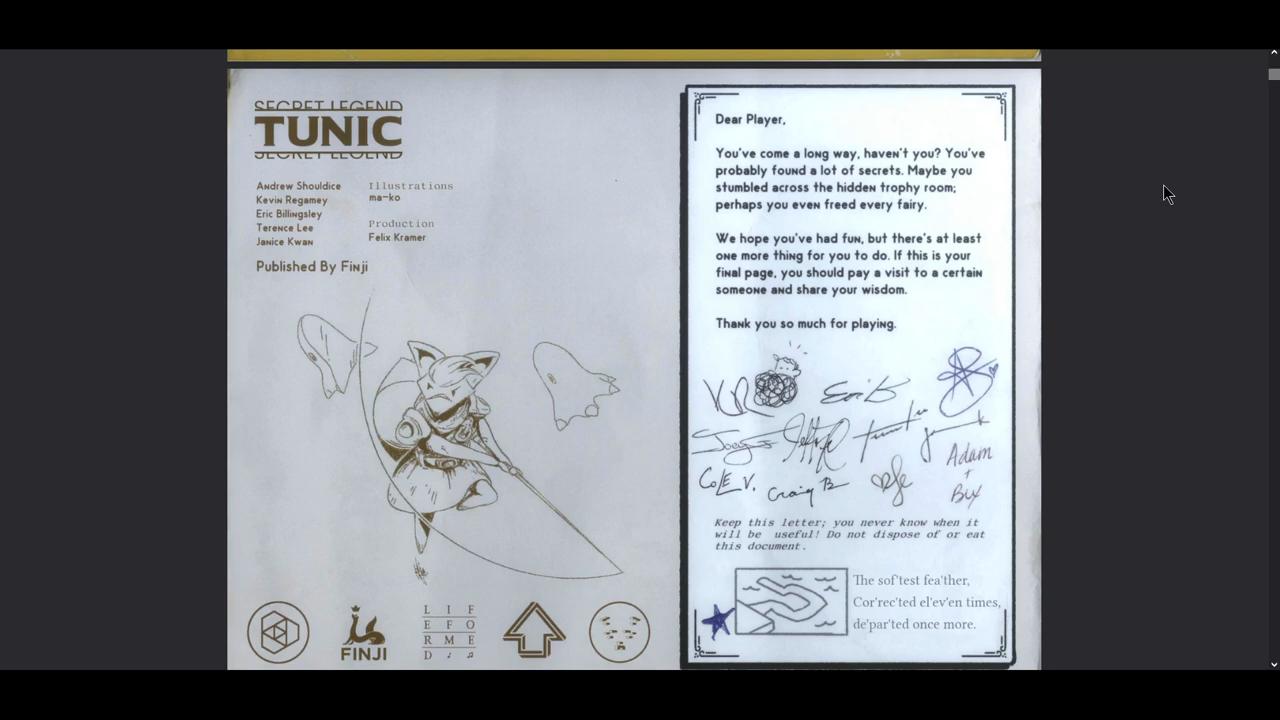 SECRET LEGEND
TUNIC
SECRET LEGEND
Andrew Shouldice
Kevin Regamey
Eric Billingsley
Terence Lee
Janice Kwan
Illustrations
ma-ko
Production
Felix Kramer
Published By Finji
FINJI
L I F
E F O
R M E
D
Dear Player,
You've come a long way, haven't you? You've
probably found a lot of secrets. Maybe you
stumbled across the hidden trophy room;
perhaps you even freed every fairy.
We hope you've had fun, but there's at least
one more thing for you to do. If this is your
final page, you should pay a visit to a certain
someone and share your wisdom.
Thank you so much for playing.
KR
Eric B
Joey
Cole V.
Craig B
Adam
+
Bix
Keep this letter; you never know when it
will be useful! Do not dispose of or eat
this document.
The sof'test fea'ther,
Cor'rec'ted el'ev'en times,
de'par'ted once more.